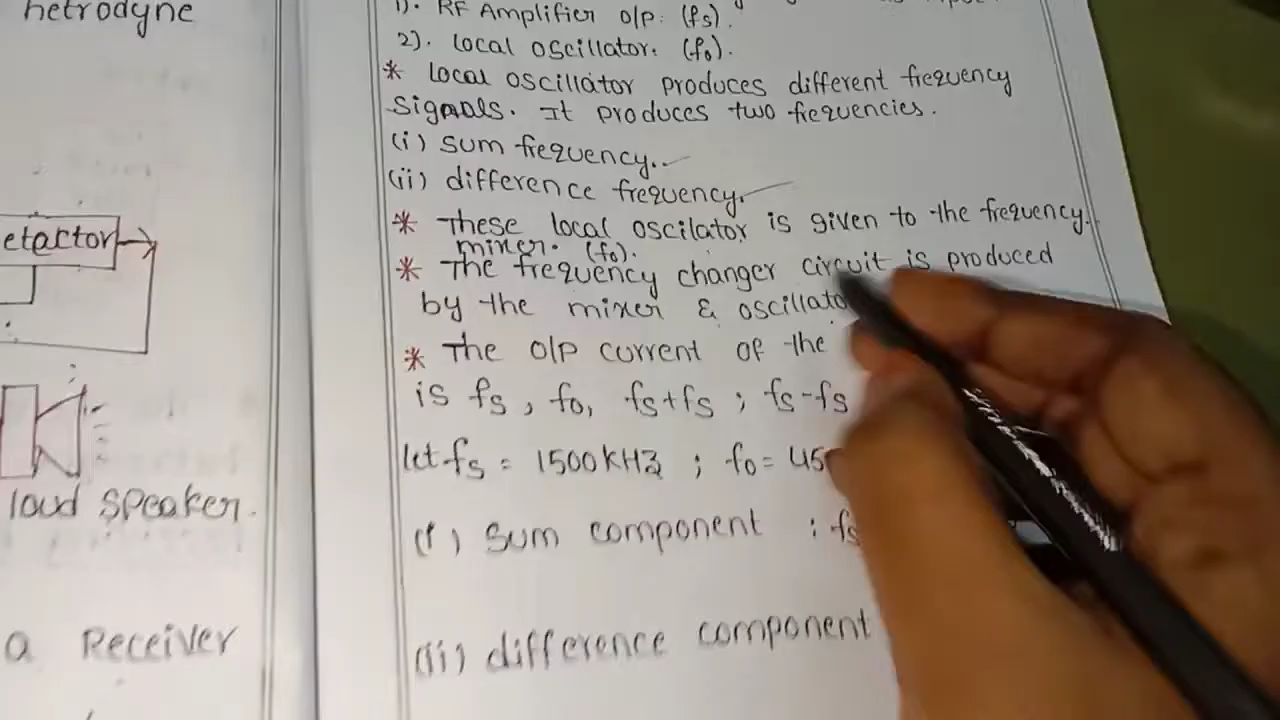 hetrodyne
etactor
loud speaker.
a Receiver
1). RF Amplifier o/p. (fs).
2). Local oscillator. (fo).
* Local oscillator produces different frequency
signals. It produces two frequencies.
(i) sum frequency.
(ii) difference frequency.
* These local oscilator is given to the frequency.
mixer. (fo).
* The frequency changer circuit is produced
by the mixer & oscillato
* The O/P current of the
is fs, fo, fs+fs ; fs-fs
let fs = 1500KHz ; fo = 45
(i) Sum component : fs
(ii) difference component